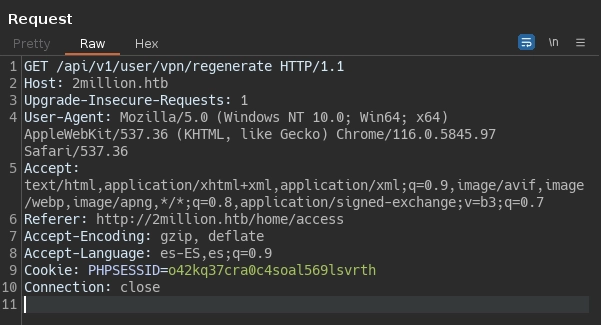 Request
Pretty Raw Hex \n
1 GET /api/v1/user/vpn/regenerate HTTP/1.1
2 Host: 2million.htb
3 Upgrade-Insecure-Requests: 1
4 User-Agent: Mozilla/5.0 (Windows NT 10.0; Win64; x64)
AppleWebKit/537.36 (KHTML, like Gecko) Chrome/116.0.5845.97
Safari/537.36
5 Accept:
text/html,application/xhtml+xml,application/xml;q=0.9,image/avif,image
/webp,image/apng,*/*;q=0.8,application/signed-exchange;v=b3;q=0.7
6 Referer: http://2million.htb/home/access
7 Accept-Encoding: gzip, deflate
8 Accept-Language: es-ES,es;q=0.9
9 Cookie: PHPSESSID=o42kq37cra0c4soal569lsvrth
10 Connection: close
11